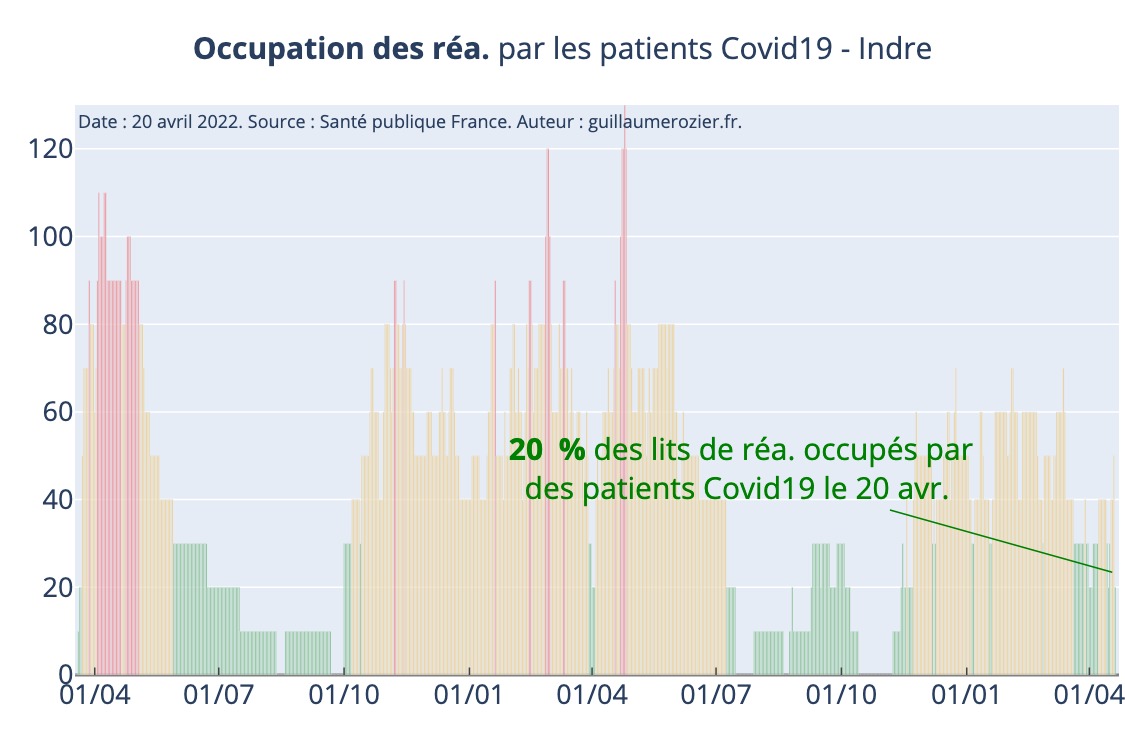 Occupation des réa. par les patients Covid19 - Indre
Date : 20 avril 2022. Source : Santé publique France. Auteur : guillaumerozier.fr.
120
100
80
60
40
20
0
20 % des lits de réa. occupés par
des patients Covid19 le 20 avr.
01/04 01/07 01/10 01/01 01/04 01/07 01/10 01/01 01/04